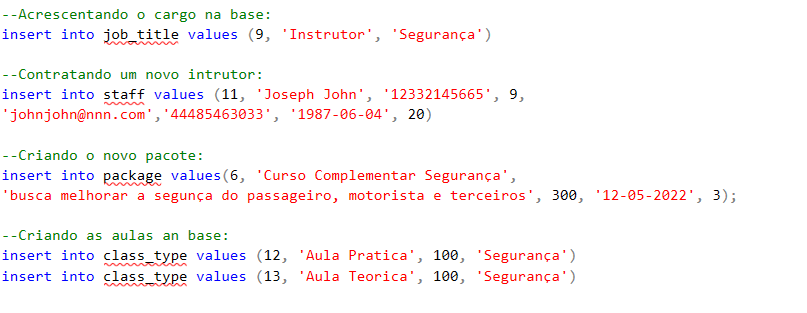 --Acrescentando o cargo na base:
insert into job_title values (9, 'Instrutor', 'Segurança')
--Contratando um novo intrutor:
insert into staff values (11, 'Joseph John', '12332145665', 9,
'johnjohn@nnn.com','44485463033', '1987-06-04', 20)
--Criando o novo pacote:
insert into package values(6, 'Curso Complementar Segurança',
'busca melhorar a segunça do passageiro, motorista e terceiros', 300, '12-05-2022', 3);
--Criando as aulas an base:
insert into class_type values (12, 'Aula Pratica', 100, 'Segurança')
insert into class_type values (13, 'Aula Teorica', 100, 'Segurança')